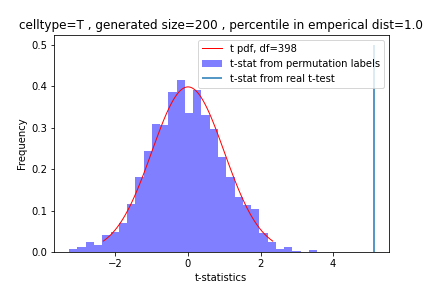 celltype=T , generated size=200 , percentile in emperical dist=1.0
t pdf, df=398
t-stat from permutation labels
t-stat from real t-test
Frequency
0.5
0.4
0.3
0.2
0.1
0.0
−2
0
2
4
t-statistics